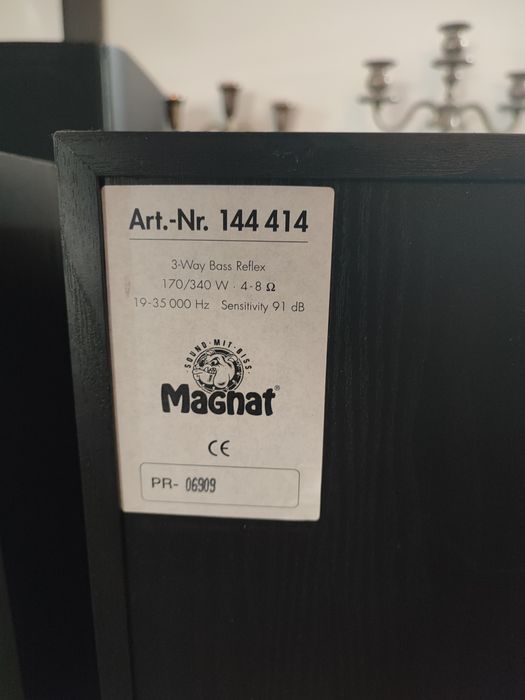 Art.-Nr. 144 414
3-Way Bass Reflex
170/340 W · 4-8 Ω
19-35 000 Hz Sensitivity 91 dB
·SOUND·MIT·BISS·
Magnat®
CE
PR- 06909